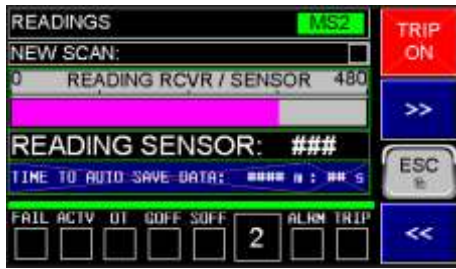 READINGS MS2
TRIP ON
NEW SCAN:
0 READING RCVR / SENSOR 480
>>
READING SENSOR: ###
ESC
TIME TO AUTO SAVE DATA: #### M : ## S
FAIL ACTV OT GOFF SOFF 2 ALRM TRIP
<<